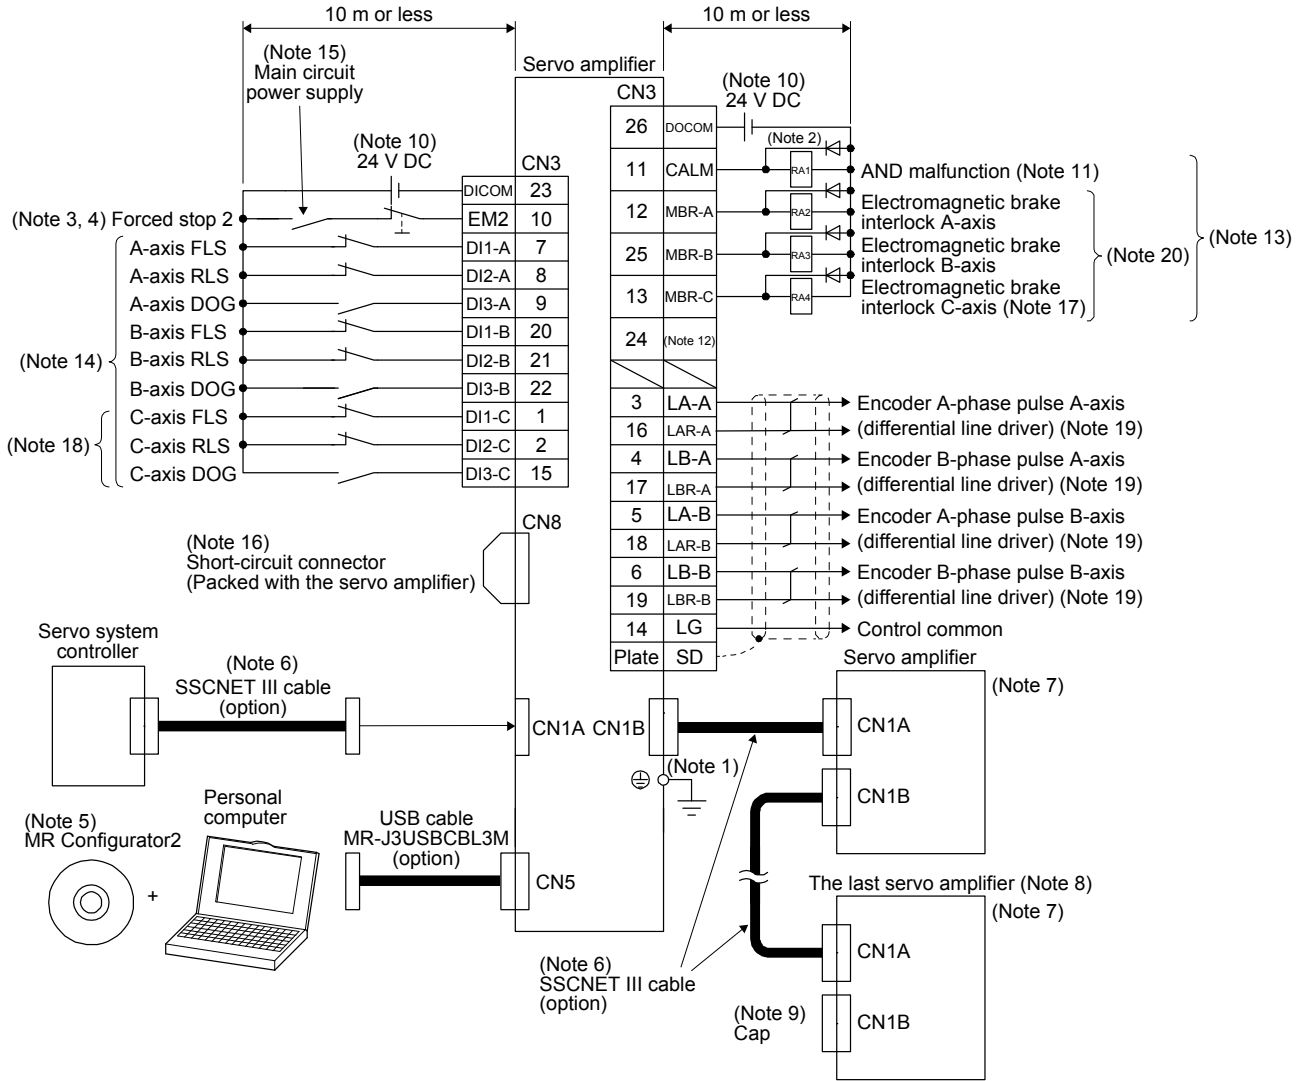 10 m or less
10 m or less
(Note 15)
Main circuit
power supply
Servo amplifier
(Note 10)
24 V DC
CN3
(Note 10)
24 V DC
CN3
DICOM 23
(Note 3, 4) Forced stop 2 EM2 10
A-axis FLS DI1-A 7
A-axis RLS DI2-A 8
A-axis DOG DI3-A 9
B-axis FLS DI1-B 20
(Note 14) B-axis RLS DI2-B 21
B-axis DOG DI3-B 22
C-axis FLS DI1-C 1
(Note 18) C-axis RLS DI2-C 2
C-axis DOG DI3-C 15
26 DOCOM
(Note 2)
11 CALM RA1 AND malfunction (Note 11)
12 MBR-A RA2 Electromagnetic brake
interlock A-axis
25 MBR-B RA3 Electromagnetic brake
interlock B-axis
13 MBR-C RA4 Electromagnetic brake
interlock C-axis (Note 17)
(Note 20)
(Note 13)
24 (Note 12)
3 LA-A Encoder A-phase pulse A-axis
16 LAR-A (differential line driver) (Note 19)
4 LB-A Encoder B-phase pulse A-axis
17 LBR-A (differential line driver) (Note 19)
5 LA-B Encoder A-phase pulse B-axis
18 LAR-B (differential line driver) (Note 19)
6 LB-B Encoder B-phase pulse B-axis
19 LBR-B (differential line driver) (Note 19)
14 LG Control common
Plate SD
CN8
(Note 16)
Short-circuit connector
(Packed with the servo amplifier)
Servo system
controller
(Note 6)
SSCNET III cable
(option)
CN1A CN1B
(Note 1)
Servo amplifier
(Note 7)
CN1A
CN1B
(Note 5)
MR Configurator2
+
Personal
computer
USB cable
MR-J3USBCBL3M
(option)
CN5
The last servo amplifier (Note 8)
(Note 7)
CN1A
CN1B
(Note 6)
SSCNET III cable
(option)
(Note 9)
Cap